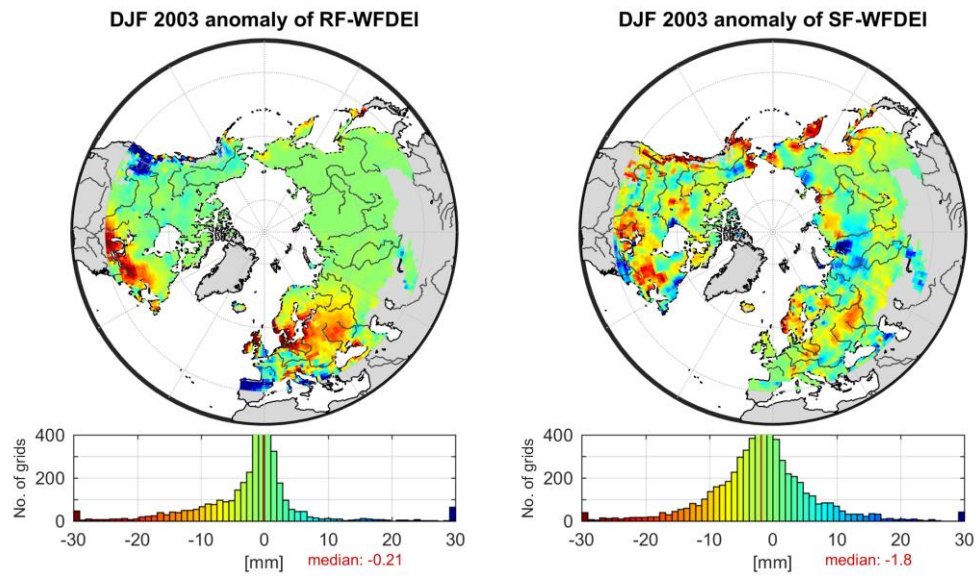 DJF 2003 anomaly of RF-WFDEI
No. of grids
400
200
0
-30 -20 -10 0 10 20 30
[mm]
median: -0.21
DJF 2003 anomaly of SF-WFDEI
No. of grids
400
200
0
-30 -20 -10 0 10 20 30
[mm]
median: -1.8